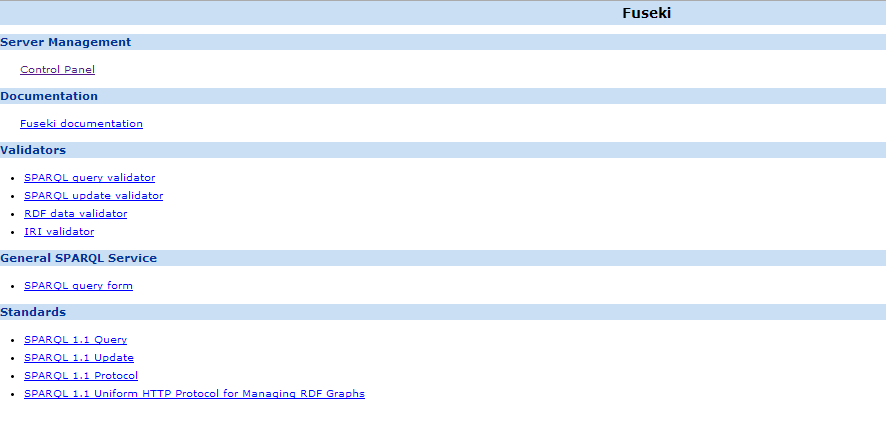 Fuseki
Server Management
Control Panel
Documentation
Fuseki documentation
Validators
SPARQL query validator
SPARQL update validator
RDF data validator
IRI validator
General SPARQL Service
SPARQL query form
Standards
SPARQL 1.1 Query
SPARQL 1.1 Update
SPARQL 1.1 Protocol
SPARQL 1.1 Uniform HTTP Protocol for Managing RDF Graphs